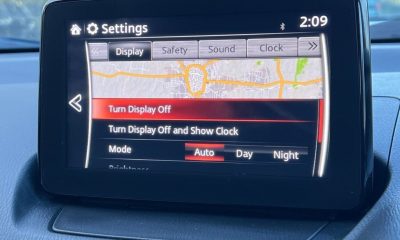 Settings 2:09
Display Safety Sound Clock
Turn Display Off
Turn Display Off and Show Clock
Mode Auto Day Night
Brightness